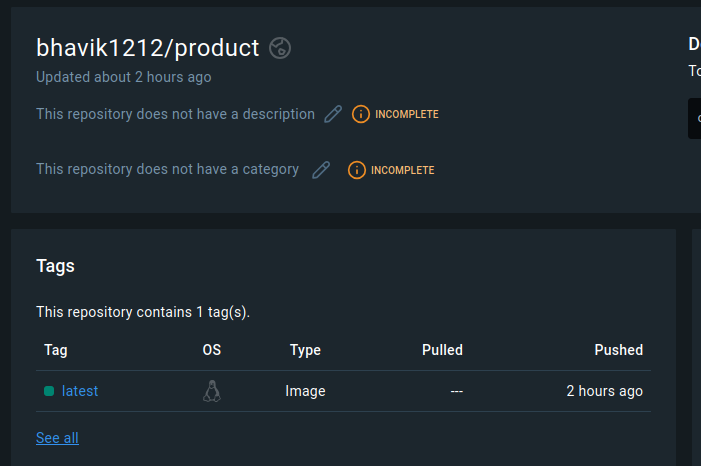 bhavik1212/product
Updated about 2 hours ago
This repository does not have a description INCOMPLETE
This repository does not have a category INCOMPLETE
Tags
This repository contains 1 tag(s).
Tag OS Type Pulled Pushed
latest Image --- 2 hours ago
See all